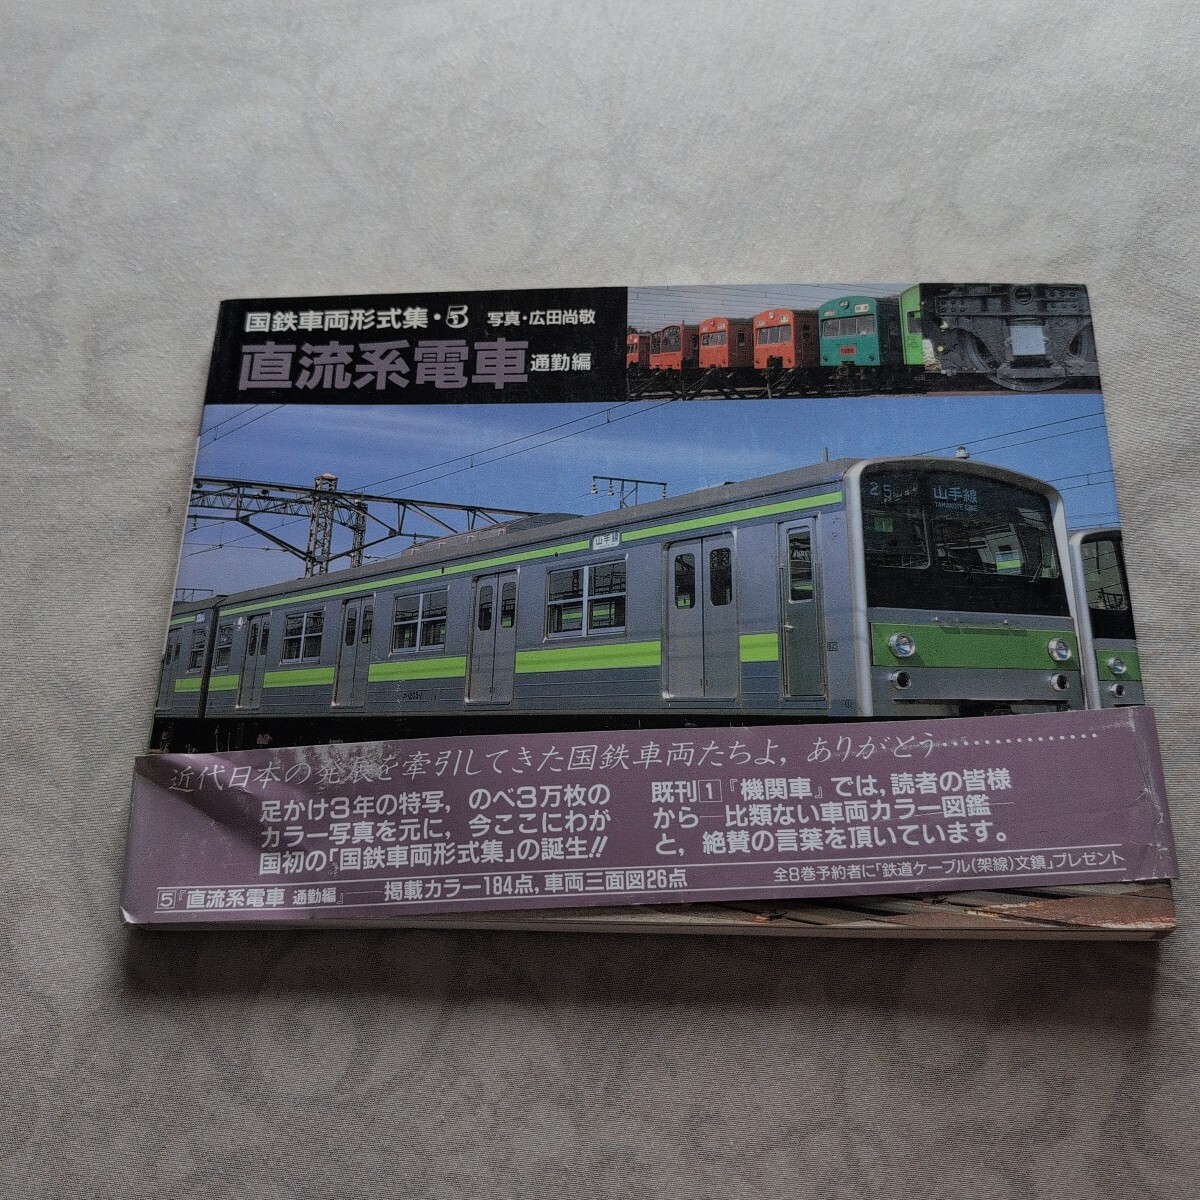 国鉄車両形式集・5 写真・広田尚敬
直流系電車 通勤編
山手線
25 山手線
YAMANOTE LINE
近代日本の発展を牽引してきた国鉄車両たちよ，ありがとう……………
足かけ3年の特写，のべ3万枚の
カラー写真を元に，今ここにわが
国初の「国鉄車両形式集」の誕生!!
既刊1『機関車』では，読者の皆様
から――比類ない車両カラー図鑑――
と，絶賛の言葉を頂いています。
全8巻予約者に「鉄道ケーブル(架線)文鎮」プレゼント
5『直流系電車 通勤編』――掲載カラー184点，車両三面図26点